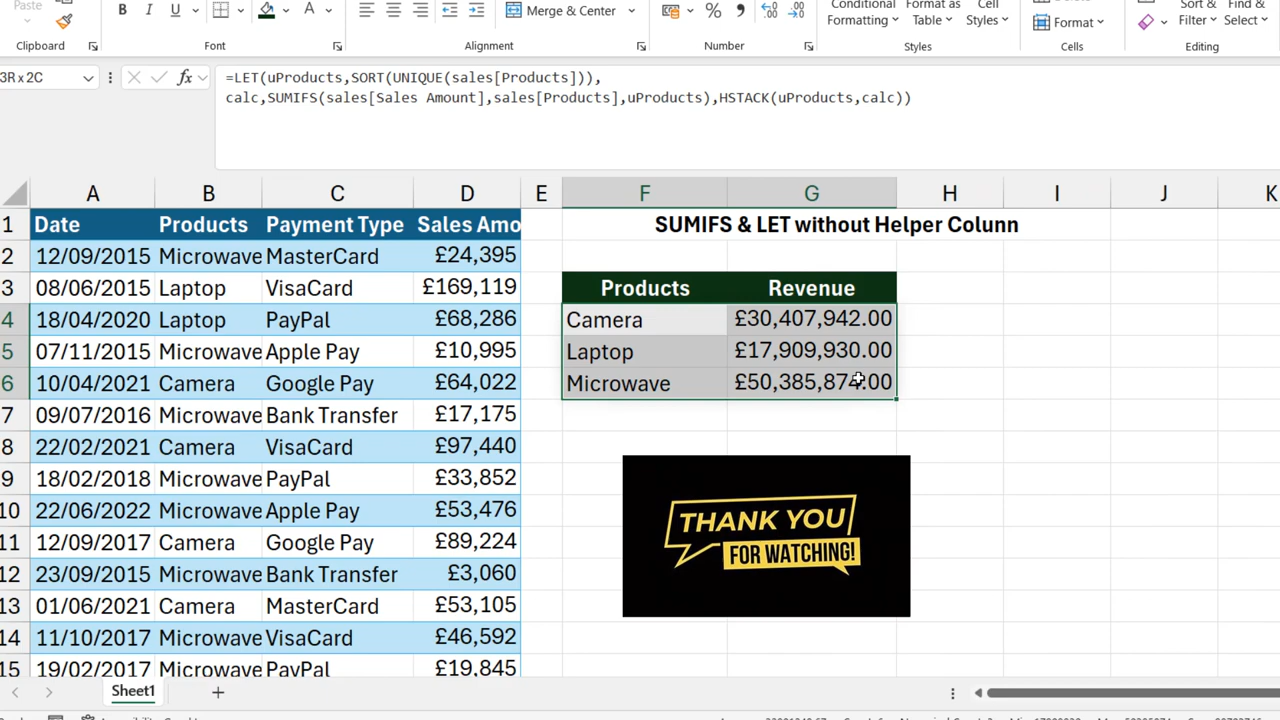 Paste
B I U A
Merge & Center
%
Conditional Formatting
Format as Table
Cell Styles
Format
Sort & Filter
Find & Select
Clipboard
Font
Alignment
Number
Styles
Cells
Editing
3R x 2C
fx
=LET(uProducts,SORT(UNIQUE(sales[Products])),
calc,SUMIFS(sales[Sales Amount],sales[Products],uProducts),HSTACK(uProducts,calc))
A B C D E F G H I J K
1 Date Products Payment Type Sales Amo SUMIFS & LET without Helper Colunn
2 12/09/2015 Microwave MasterCard £24,395
3 08/06/2015 Laptop VisaCard £169,119 Products Revenue
4 18/04/2020 Laptop PayPal £68,286 Camera £30,407,942.00
5 07/11/2015 Microwave Apple Pay £10,995 Laptop £17,909,930.00
6 10/04/2021 Camera Google Pay £64,022 Microwave £50,385,874.00
7 09/07/2016 Microwave Bank Transfer £17,175
8 22/02/2021 Camera VisaCard £97,440
9 18/02/2018 Microwave PayPal £33,852
10 22/06/2022 Microwave Apple Pay £53,476
11 12/09/2017 Camera Google Pay £89,224
12 23/09/2015 Microwave Bank Transfer £3,060
13 01/06/2021 Camera MasterCard £53,105
14 11/10/2017 Microwave VisaCard £46,592
15 19/02/2017 Microwave PayPal £19,845
THANK YOU
FOR WATCHING!
Sheet1